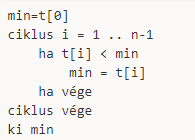 min=t[0]
ciklus i = 1 .. n-1
    ha t[i] < min
        min = t[i]
    ha vége
ciklus vége
ki min